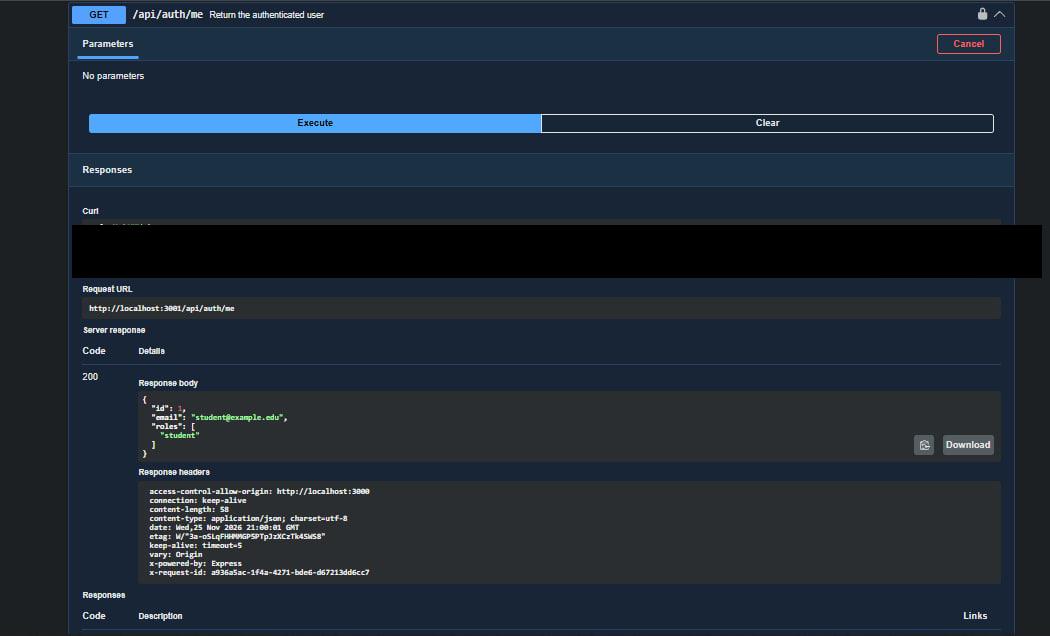 GET /api/auth/me Return the authenticated user
Parameters
Cancel
No parameters
Execute
Clear
Responses
Curl
Request URL
http://localhost:3001/api/auth/me
Server response
Code Details
200
Response body
{
"id": 1,
"email": "student@example.edu",
"roles": [
"student"
]
}
Download
Response headers
access-control-allow-origin: http://localhost:3000
connection: keep-alive
content-length: 58
content-type: application/json; charset=utf-8
date: Wed,25 Nov 2026 21:00:01 GMT
etag: W/"3a-oSLqFHHMMGP5PTpJzXCzTk4SWS8"
keep-alive: timeout=5
vary: Origin
x-powered-by: Express
x-request-id: a936a5ac-1f4a-4271-bde6-d67213dd6cc7
Responses
Code Description Links